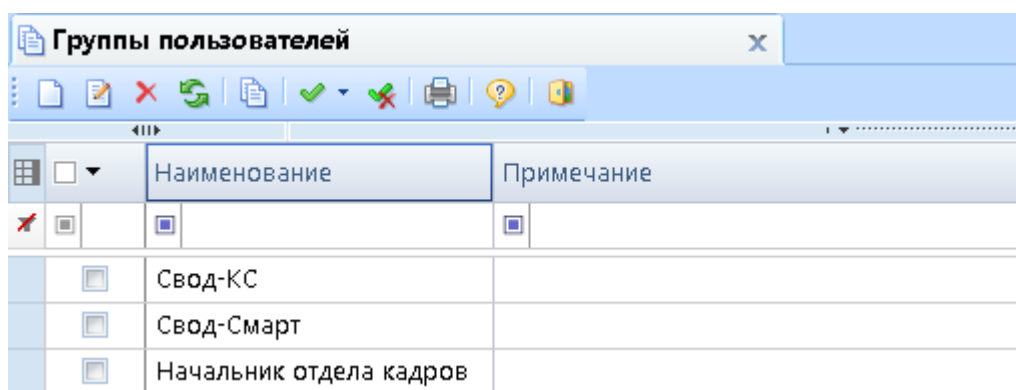 Группы пользователей
Наименование Примечание
Свод-КС
Свод-Смарт
Начальник отдела кадров